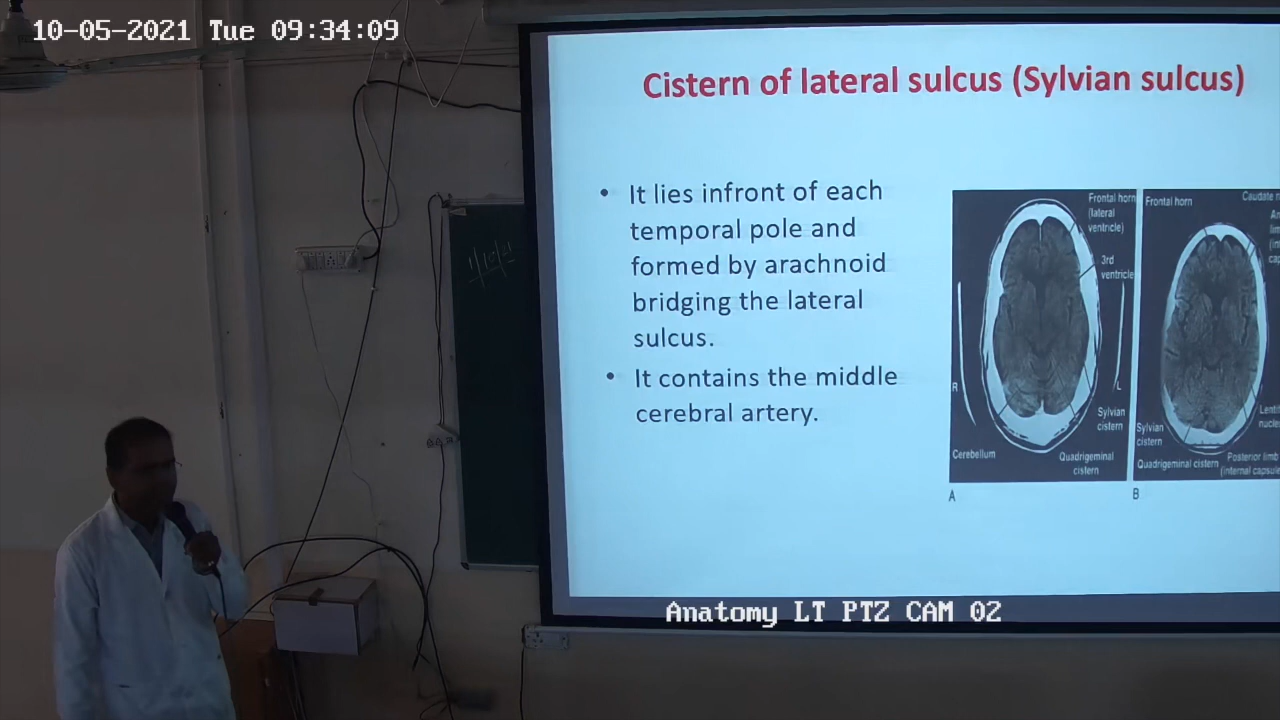 10-05-2021 Tue 09:34:09
Cistern of lateral sulcus (Sylvian sulcus)
• It lies infront of each
temporal pole and
formed by arachnoid
bridging the lateral
sulcus.
• It contains the middle
cerebral artery.
Frontal horn
(lateral
ventricle)
3rd
ventricle
R
L
Sylvian
cistern
Cerebellum
Quadrigeminal
cistern
A
Frontal horn
Caudate
Sylvian
cistern
Quadrigeminal cistern
Posterior limb
(internal capsule
B
Anatomy LT PTZ CAM 02